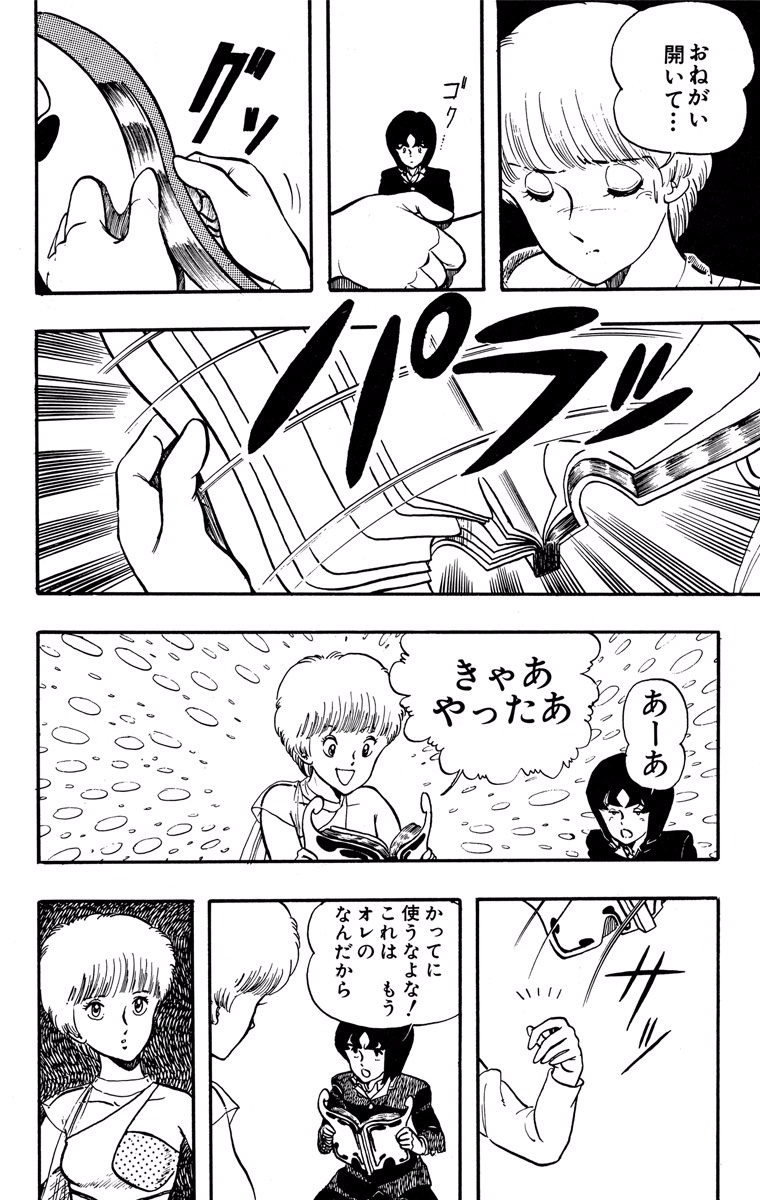 おねがい
開いて…
ゴク…
グッ
パラッ
あーあ
きゃあ
やったあ
かってに
使うなよな！
これは　もう
オレの
なんだから